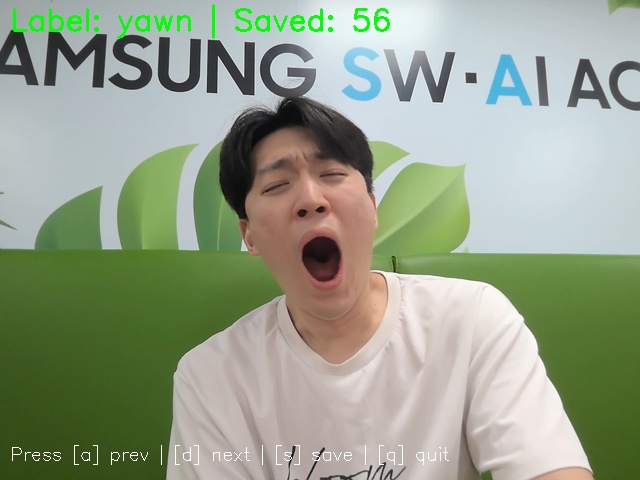 Label: yawn | Saved: 56
AMSUNG SW·AI AC
Press [a] prev | [d] next | [s] save | [q] quit